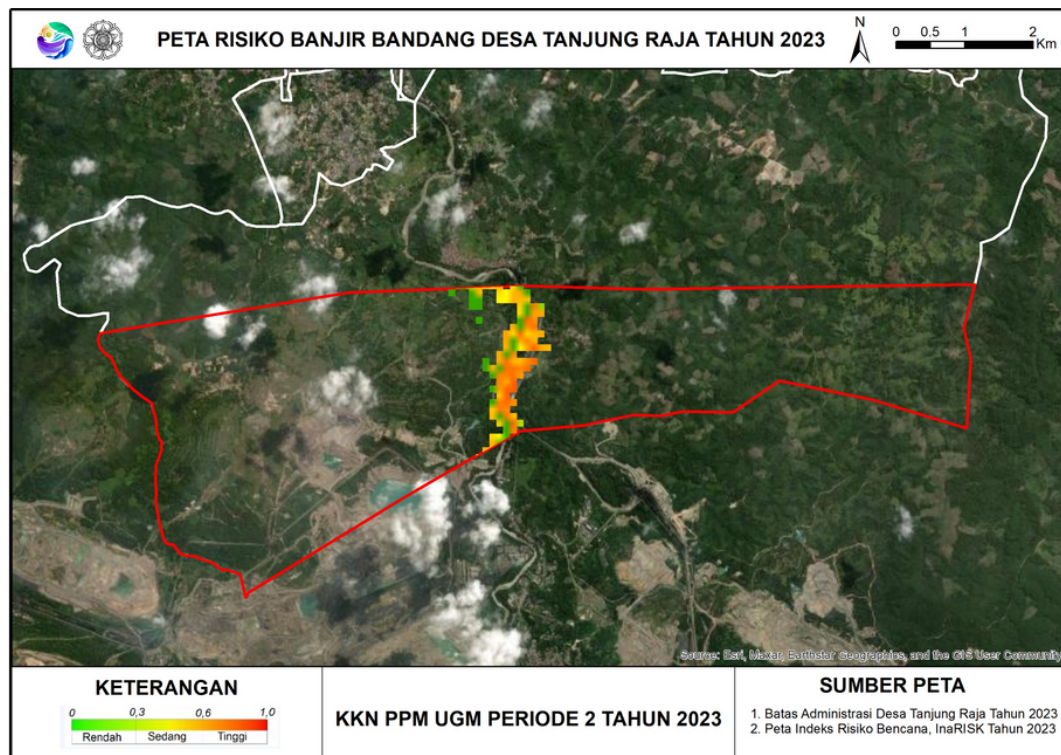 PETA RISIKO BANJIR BANDANG DESA TANJUNG RAJA TAHUN 2023
N
0 0.5 1 2
Km
Source: Esri, Maxar, Earthstar Geographics, and the GIS User Community
KETERANGAN
0 0,3 0,6 1,0
Rendah Sedang Tinggi
KKN PPM UGM PERIODE 2 TAHUN 2023
SUMBER PETA
1. Batas Administrasi Desa Tanjung Raja Tahun 2023
2. Peta Indeks Risiko Bencana, InaRISK Tahun 2023